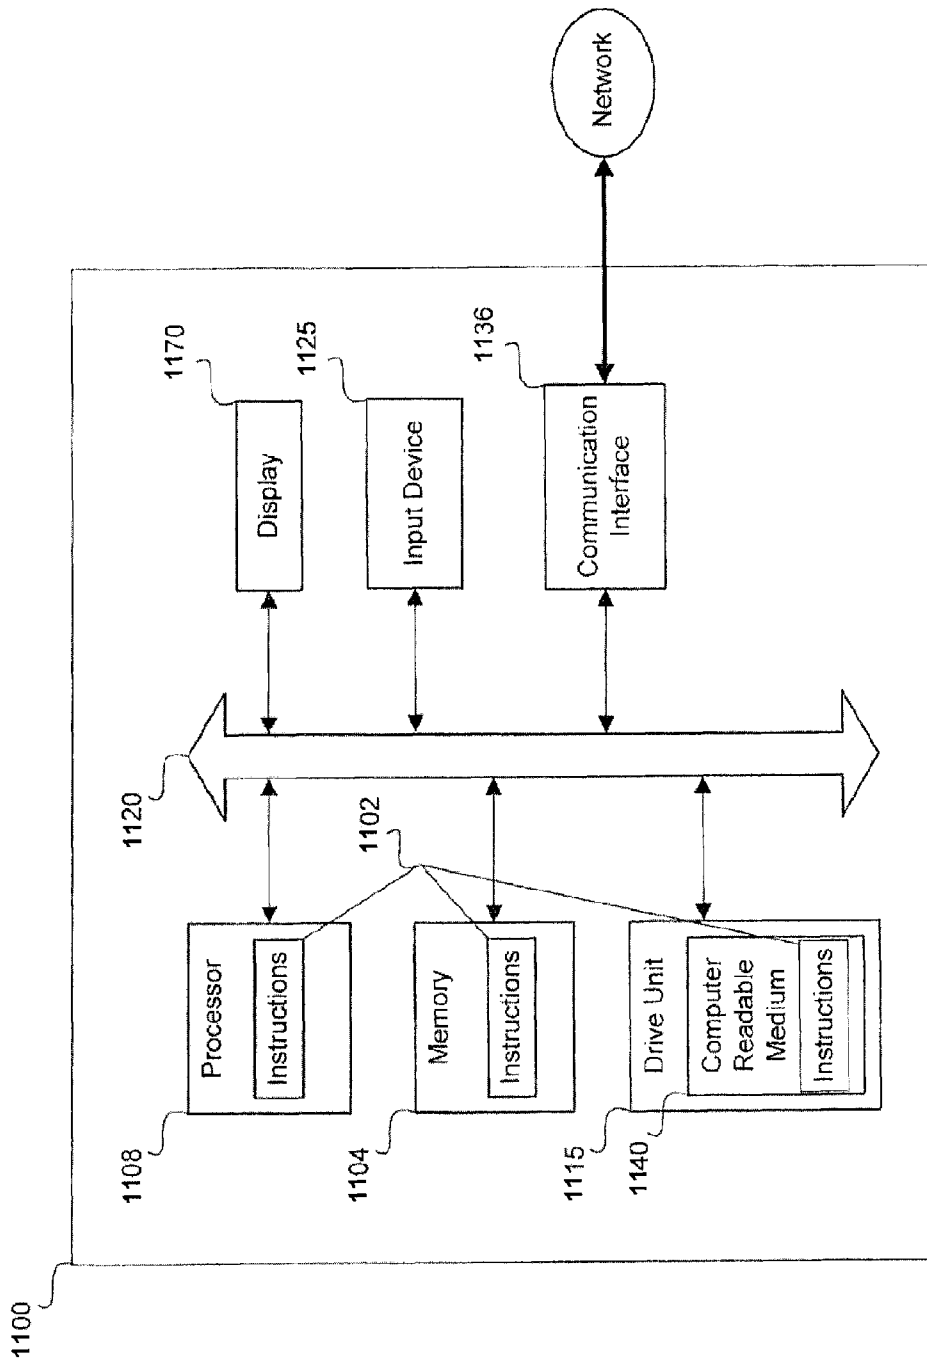 1100
1108
Processor
Instructions
1104
Memory
Instructions
1115
Drive Unit
1140
Computer
Readable
Medium
Instructions
1102
1120
Display
1170
Input Device
1125
Communication
Interface
1136
Network